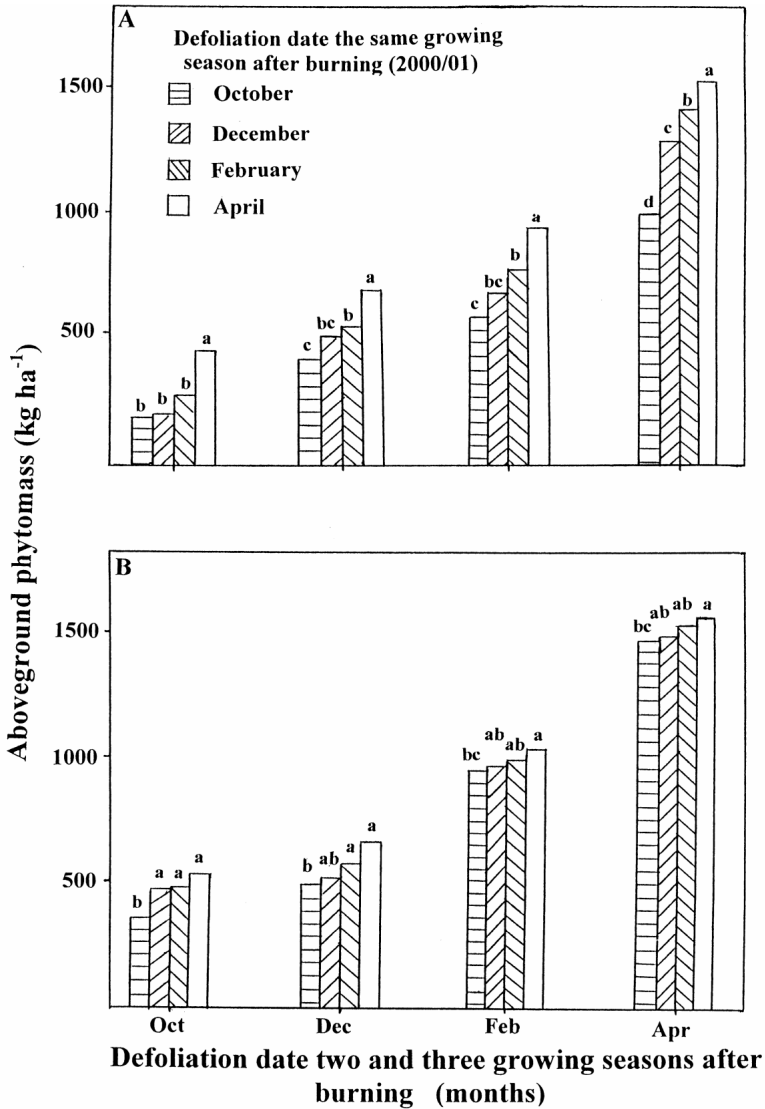 A
Defoliation date the same growing
season after burning (2000/01)
October
December
February
April
1500
1000
500
b b b a
c bc b a
c bc b a
d c b a
Aboveground phytomass (kg ha⁻¹)
B
1500
1000
500
b a a a
b ab a a
bc ab ab a
bc ab ab a
Oct Dec Feb Apr
Defoliation date two and three growing seasons after
burning (months)